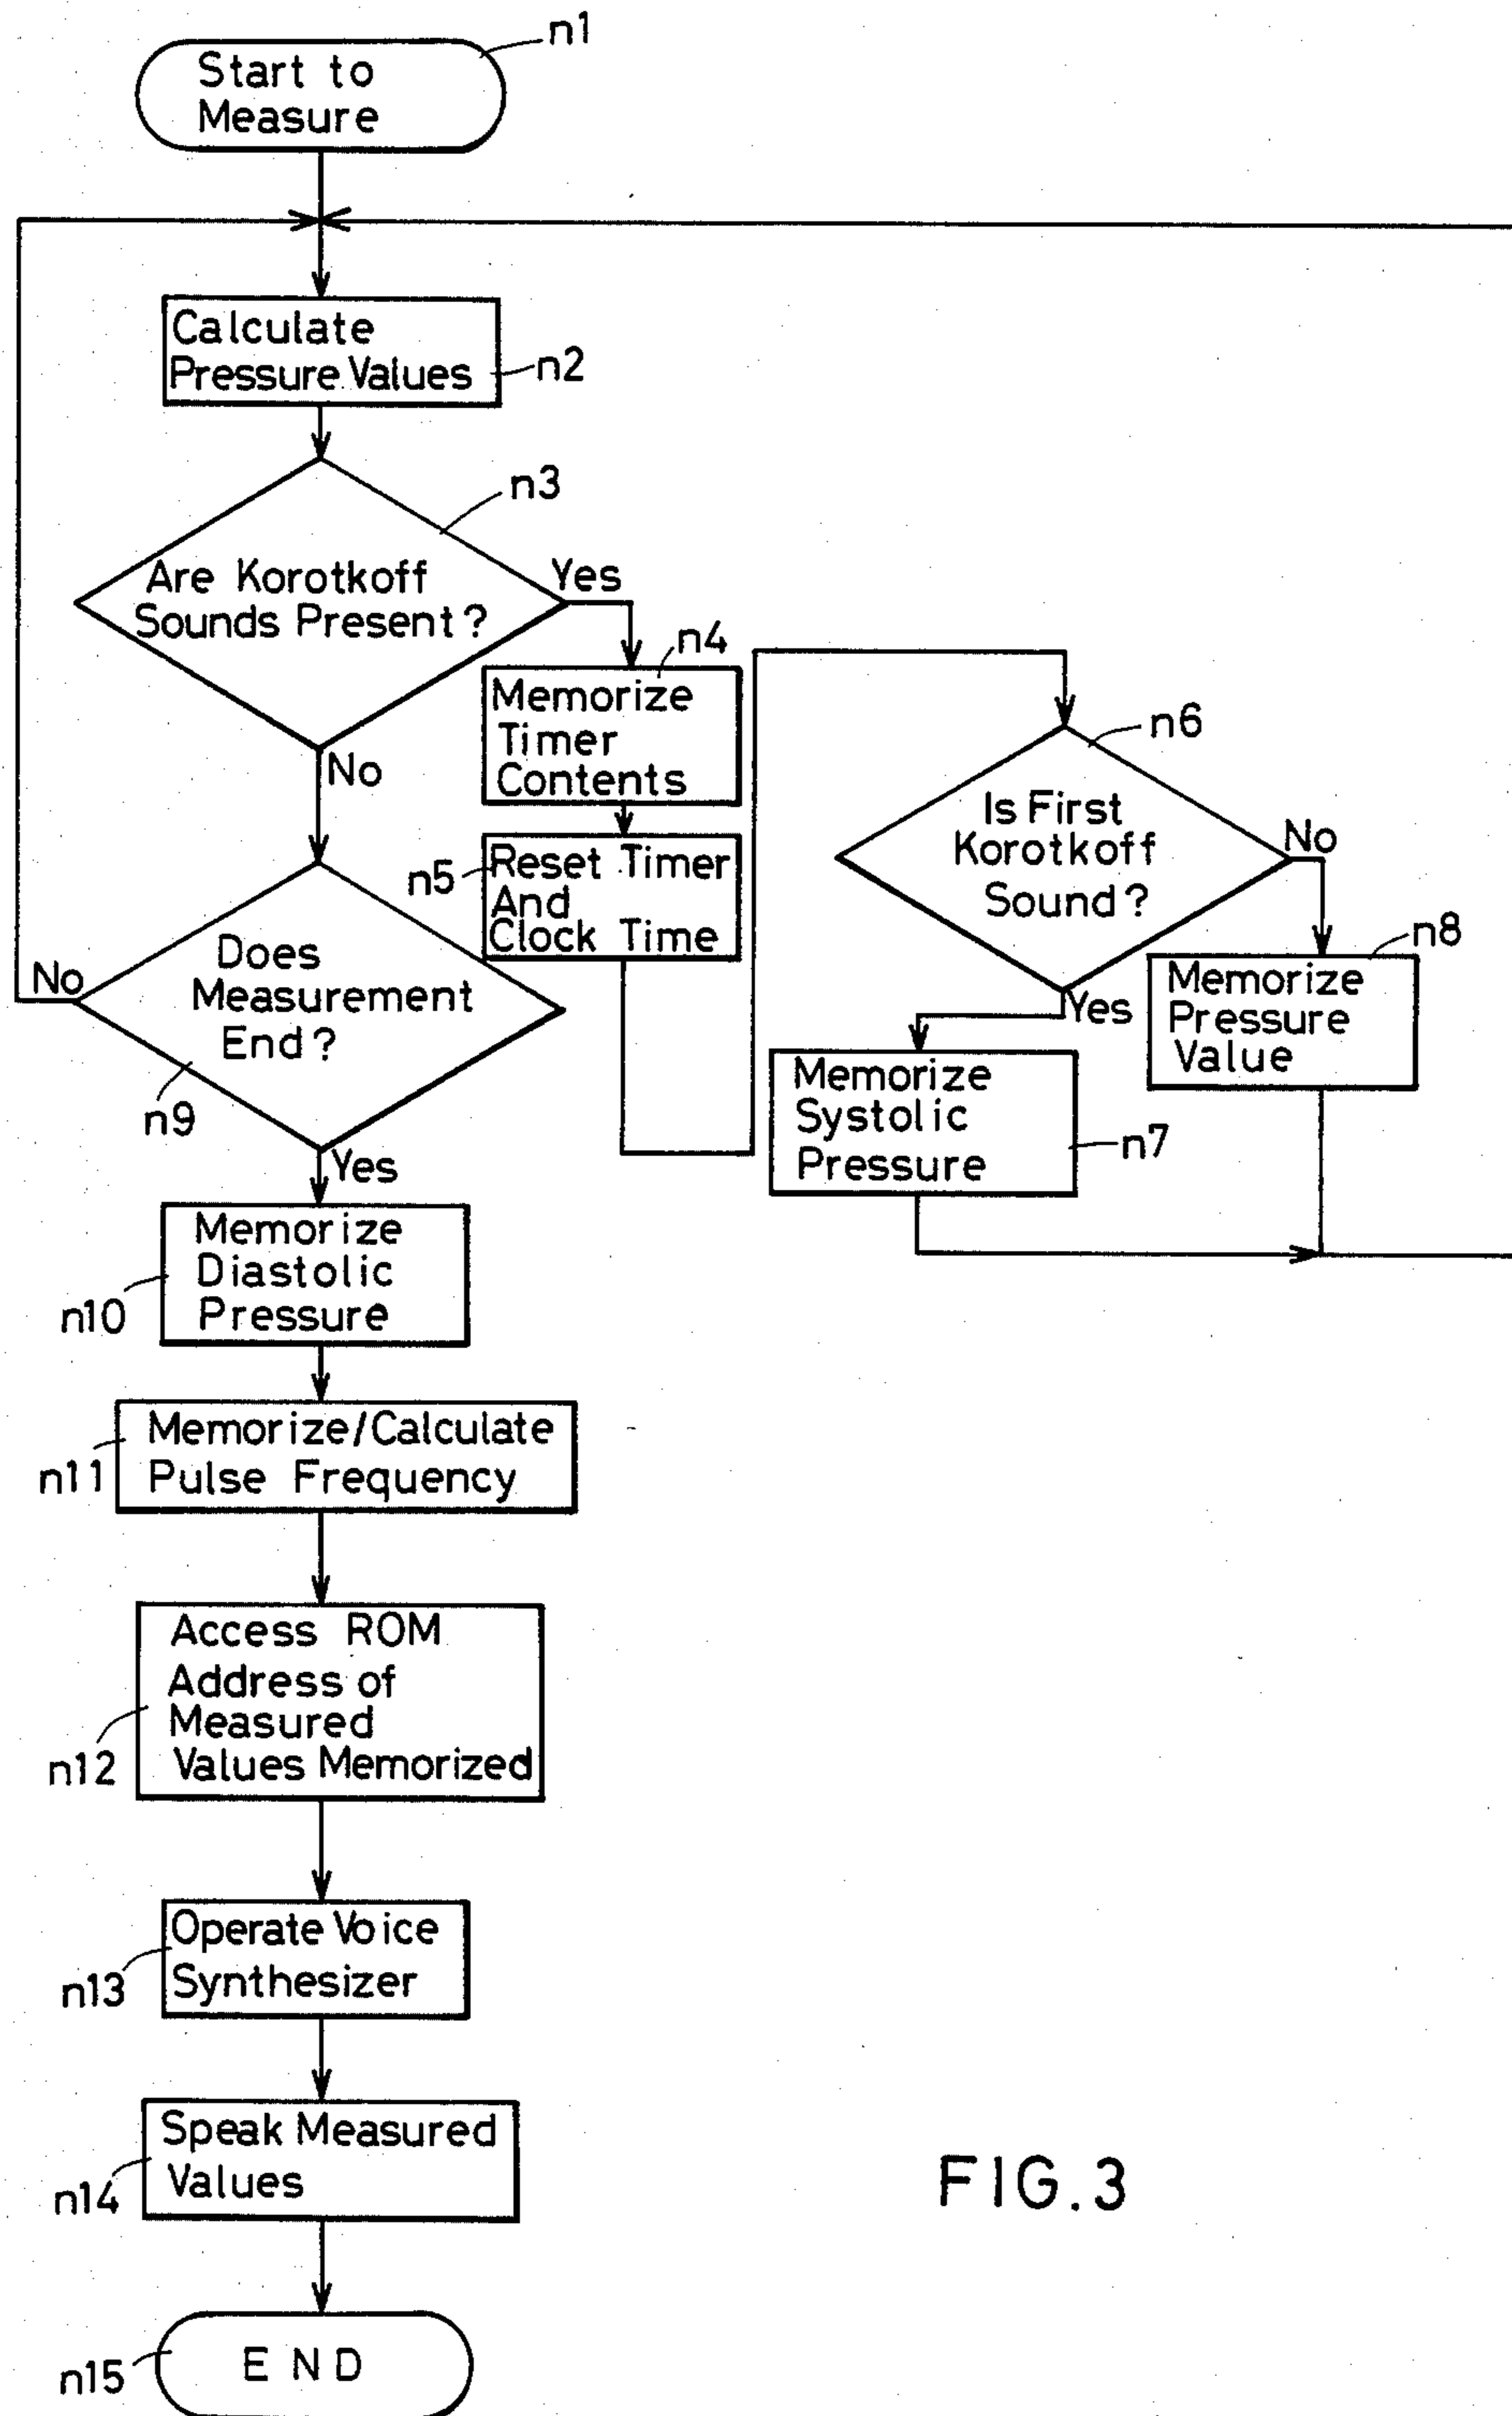 n1
Start to
Measure
Calculate
Pressure Values
n2
n3
Are Korotkoff
Sounds Present?
Yes
No
n4
Memorize
Timer
Contents
n5
Reset Timer
And
Clock Time
n6
Is First
Korotkoff
Sound?
No
Yes
n8
Memorize
Pressure
Value
Memorize
Systolic
Pressure
n7
No
Does
Measurement
End?
n9
Yes
Memorize
Diastolic
Pressure
n10
Memorize/Calculate
Pulse Frequency
n11
Access ROM
Address of
Measured
Values Memorized
n12
Operate Voice
Synthesizer
n13
Speak Measured
Values
n14
FIG.3
END
n15